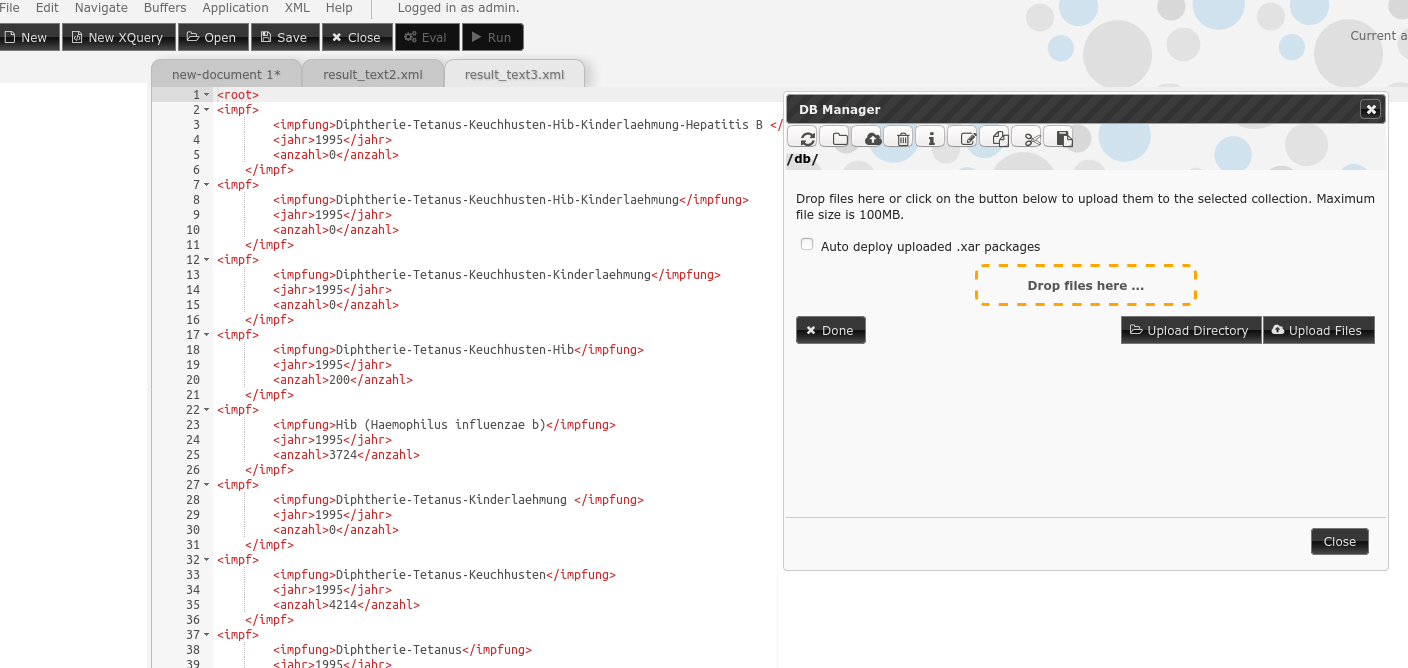 File Edit Navigate Buffers Application XML Help Logged in as admin.
New New XQuery Open Save Close Eval Run
Current a
new-document 1* result_text2.xml result_text3.xml
1 <root>
2 <impf>
3 <impfung>Diphtherie-Tetanus-Keuchhusten-Hib-Kinderlaehmung-Hepatitis B </
4 <jahr>1995</jahr>
5 <anzahl>0</anzahl>
6 </impf>
7 <impf>
8 <impfung>Diphtherie-Tetanus-Keuchhusten-Hib-Kinderlaehmung</impfung>
9 <jahr>1995</jahr>
10 <anzahl>0</anzahl>
11 </impf>
12 <impf>
13 <impfung>Diphtherie-Tetanus-Keuchhusten-Kinderlaehmung</impfung>
14 <jahr>1995</jahr>
15 <anzahl>0</anzahl>
16 </impf>
17 <impf>
18 <impfung>Diphtherie-Tetanus-Keuchhusten-Hib</impfung>
19 <jahr>1995</jahr>
20 <anzahl>200</anzahl>
21 </impf>
22 <impf>
23 <impfung>Hib (Haemophilus influenzae b)</impfung>
24 <jahr>1995</jahr>
25 <anzahl>3724</anzahl>
26 </impf>
27 <impf>
28 <impfung>Diphtherie-Tetanus-Kinderlaehmung </impfung>
29 <jahr>1995</jahr>
30 <anzahl>0</anzahl>
31 </impf>
32 <impf>
33 <impfung>Diphtherie-Tetanus-Keuchhusten</impfung>
34 <jahr>1995</jahr>
35 <anzahl>4214</anzahl>
36 </impf>
37 <impf>
38 <impfung>Diphtherie-Tetanus</impfung>
39 <jahr>1995</jahr>
DB Manager
/db/
Drop files here or click on the button below to upload them to the selected collection. Maximum
file size is 100MB.
Auto deploy uploaded .xar packages
Drop files here ...
Done Upload Directory Upload Files
Close